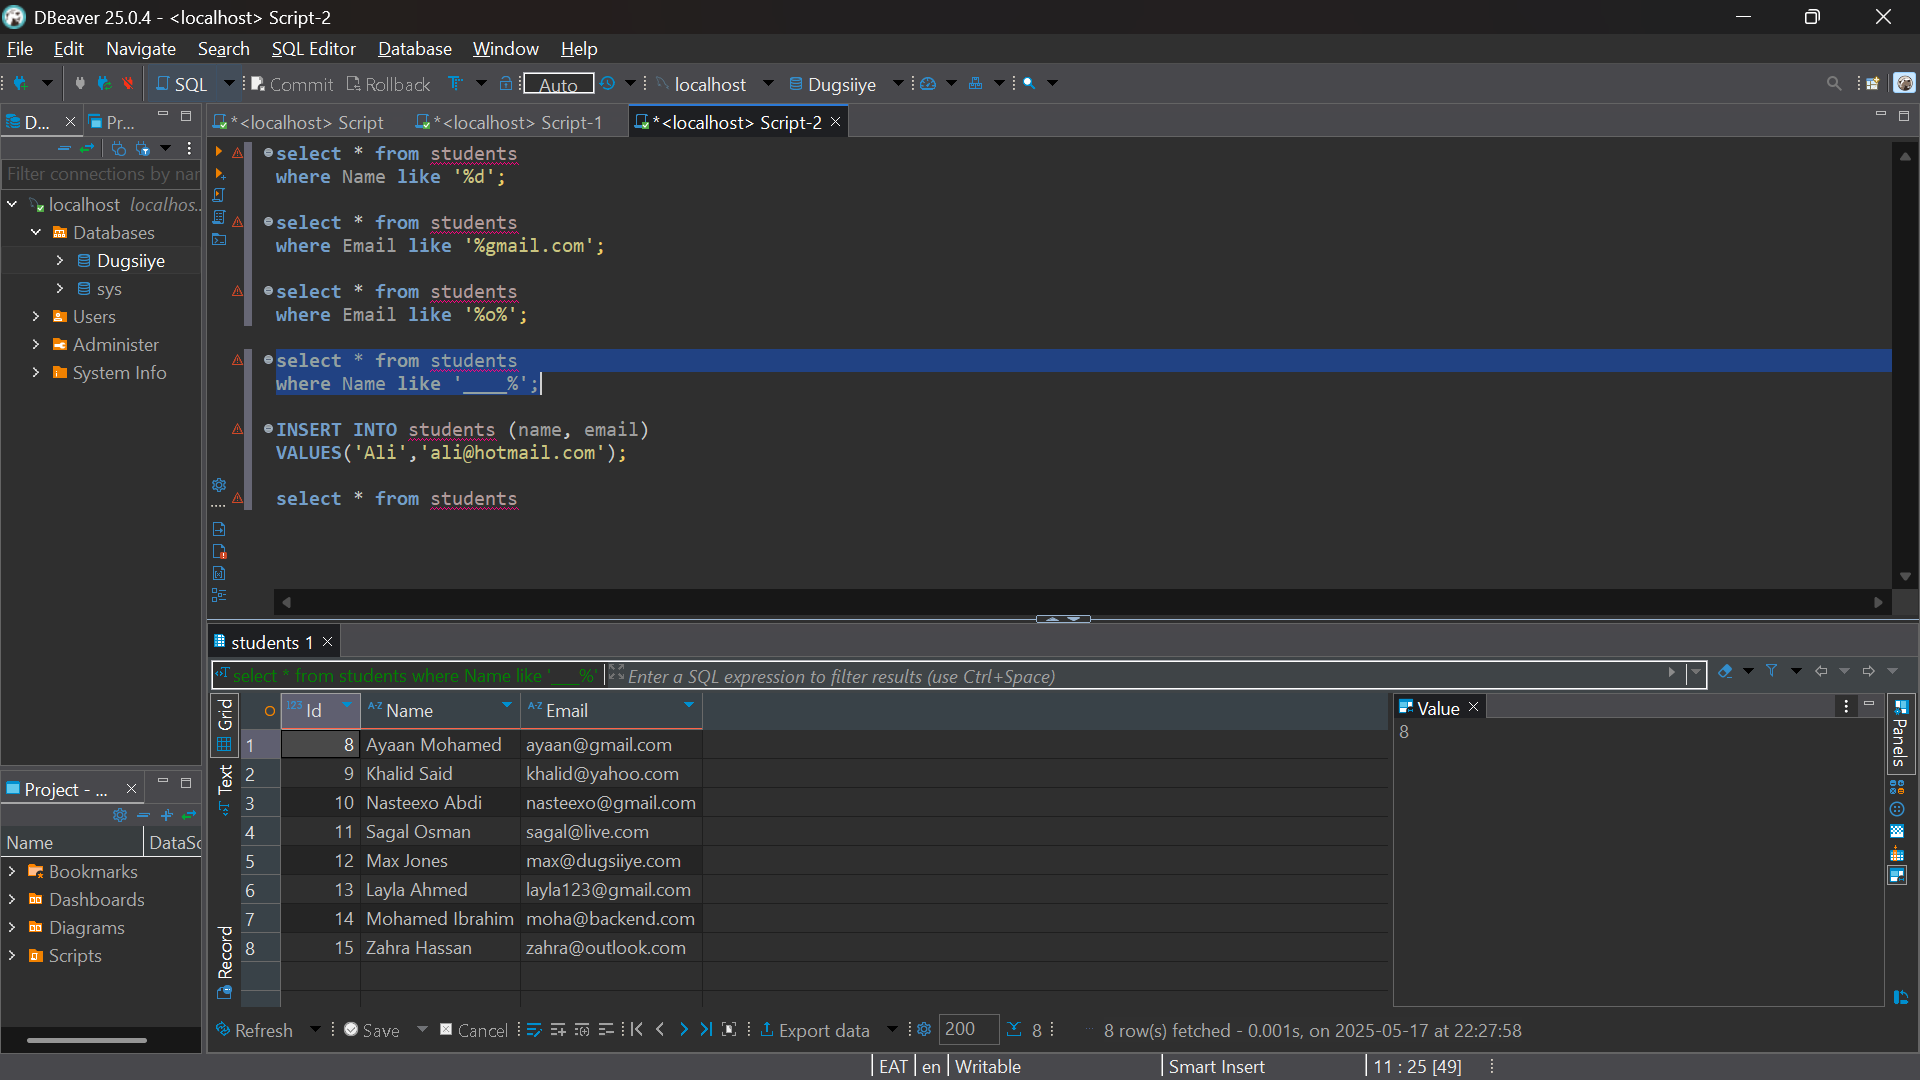 DBeaver 25.0.4 - <localhost> Script-2
File Edit Navigate Search SQL Editor Database Window Help
SQL Commit Rollback Auto localhost Dugsiiye
D... Pr... *<localhost> Script *<localhost> Script-1 *<localhost> Script-2
Filter connections by nar
localhost localhos...
Databases
Dugsiiye
sys
Users
Administer
System Info
select * from students
where Name like '%d';
select * from students
where Email like '%gmail.com';
select * from students
where Email like '%o%';
select * from students
where Name like '____%';
INSERT INTO students (name, email)
VALUES('Ali','ali@hotmail.com');
select * from students
Project - ...
Name DataSc
Bookmarks
Dashboards
Diagrams
Scripts
students 1
select * from students where Name like '____%' Enter a SQL expression to filter results (use Ctrl+Space)
Grid
Text
Record
123 Id A-Z Name A-Z Email
1 8 Ayaan Mohamed ayaan@gmail.com
2 9 Khalid Said khalid@yahoo.com
3 10 Nasteexo Abdi nasteexo@gmail.com
4 11 Sagal Osman sagal@live.com
5 12 Max Jones max@dugsiiye.com
6 13 Layla Ahmed layla123@gmail.com
7 14 Mohamed Ibrahim moha@backend.com
8 15 Zahra Hassan zahra@outlook.com
Value
8
Panels
Refresh Save Cancel Export data 200 8 8 row(s) fetched - 0.001s, on 2025-05-17 at 22:27:58
EAT en Writable Smart Insert 11 : 25 [49]